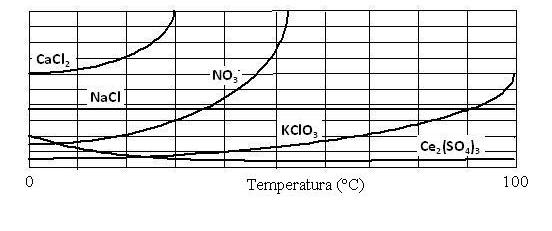 CaCl₂
NO₃⁻
NaCl
KClO₃
Ce₂(SO₄)₃
0
Temperatura (°C)
100